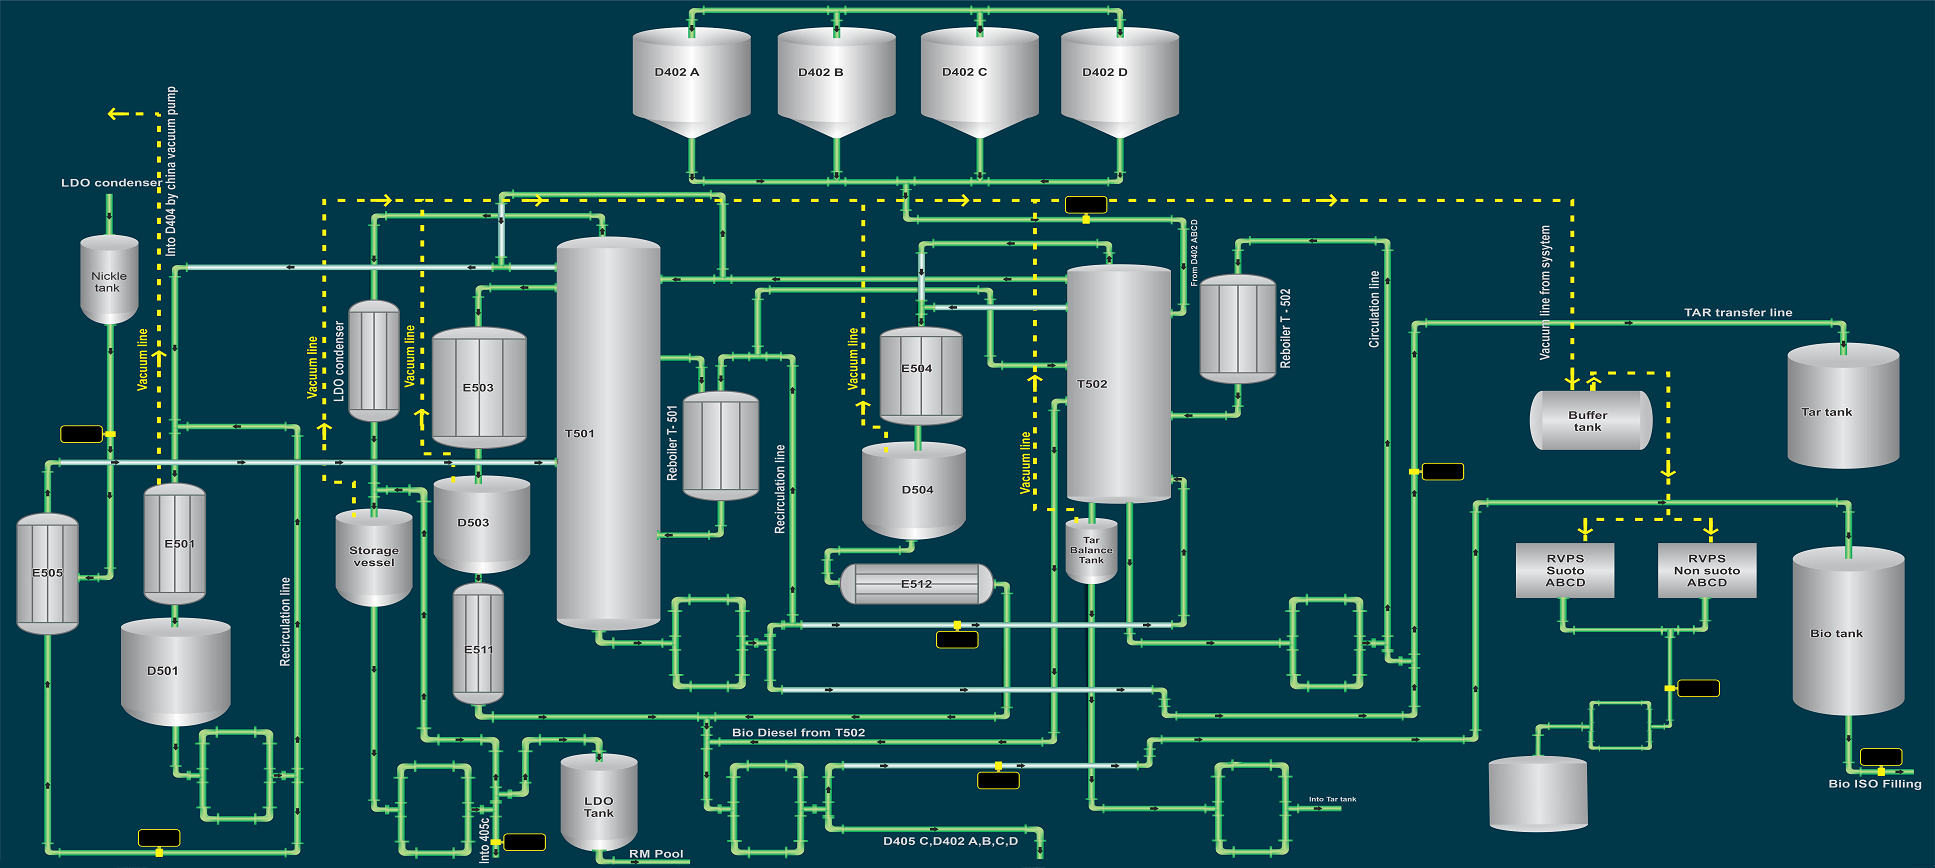 D402 A
D402 B
D402 C
D402 D
Into D404 by china vacuum pump
LDO condenser
Nickle
tank
Vacuum line
Vacuum line
LDO condenser
Vacuum line
E503
T501
Reboiler T- 501
Recirculation line
Vacuum line
E504
D504
E512
Vacuum line
T502
From D402 ABCD
Reboiler T - 502
Circulation line
Vacuum line from sysytem
TAR transfer line
Tar tank
Buffer
tank
RVPS
Suoto
ABCD
RVPS
Non suoto
ABCD
Bio tank
Bio ISO Filling
E505
E501
D501
Recirculation line
Storage
vessel
D503
E511
Tar
Balance
Tank
Bio Diesel from T502
LDO
Tank
Into 405c
RM Pool
D405 C,D402 A,B,C,D
Into Tar tank